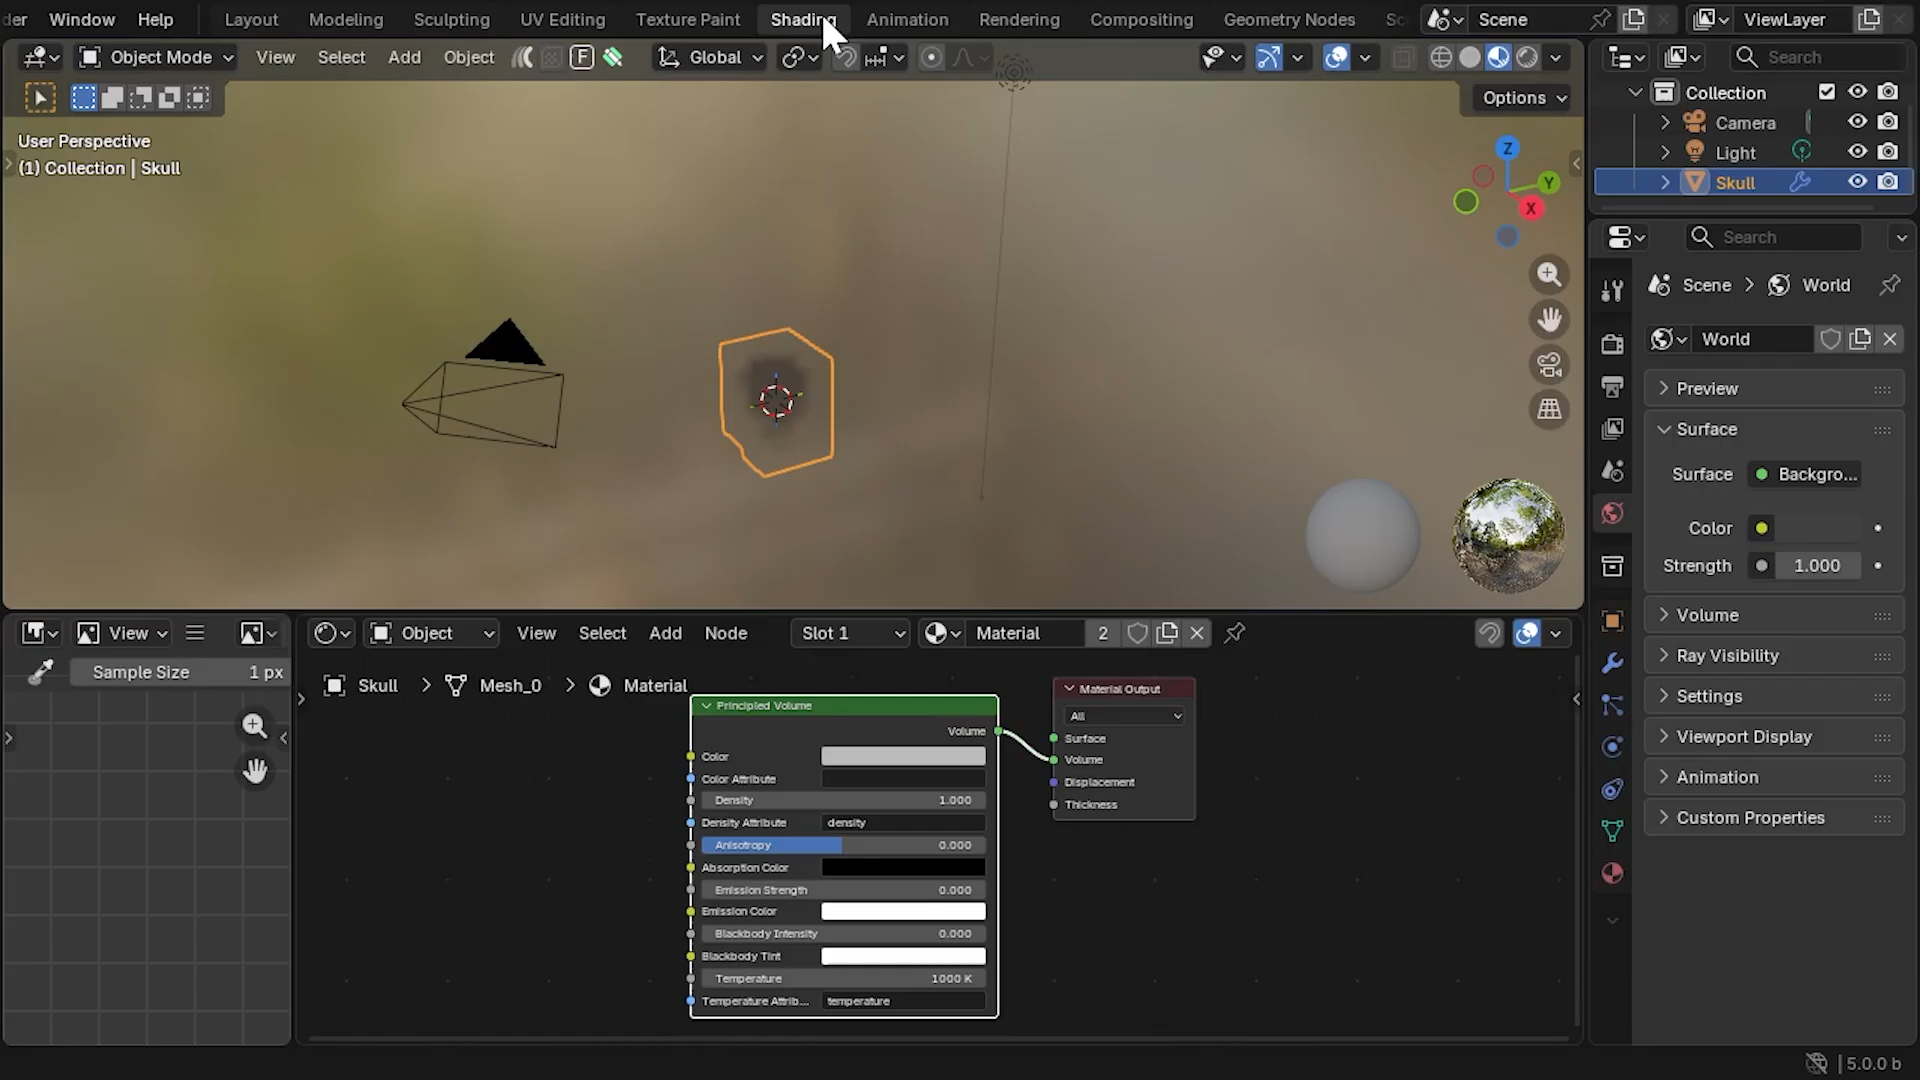 der Window Help Layout Modeling Sculpting UV Editing Texture Paint Shading Animation Rendering Compositing Geometry Nodes Sc Scene ViewLayer
Object Mode View Select Add Object F Global Search
Options
User Perspective
(1) Collection | Skull
Collection
Camera
Light
Skull
Z
Y
X
Search
Scene > World
World
Preview
Surface
Surface Backgro...
Color
Strength 1.000
Volume
Ray Visibility
Settings
Viewport Display
Animation
Custom Properties
View
Sample Size 1 px
Object View Select Add Node Slot 1 Material 2
Skull > Mesh_0 > Material
Principled Volume
Volume
Color
Color Attribute
Density 1.000
Density Attribute density
Anisotropy 0.000
Absorption Color
Emission Strength 0.000
Emission Color
Blackbody Intensity 0.000
Blackbody Tint
Temperature 1000 K
Temperature Attrib... temperature
Material Output
All
Surface
Volume
Displacement
Thickness
5.0.0 b